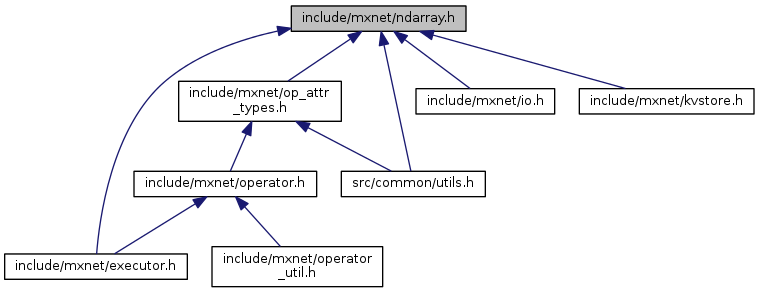 include/mxnet/ndarray.h
include/mxnet/op_attr
_types.h
include/mxnet/io.h
include/mxnet/kvstore.h
include/mxnet/operator.h
src/common/utils.h
include/mxnet/executor.h
include/mxnet/operator
_util.h